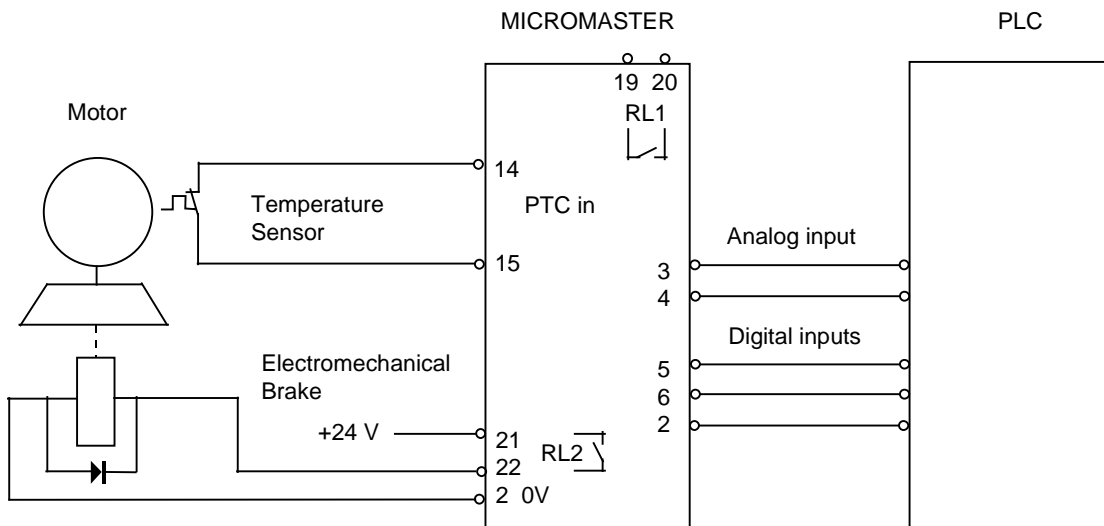 MICROMASTER
PLC
19 20
RL1
Motor
14
Temperature
Sensor
PTC in
15
Analog input
3
4
Digital inputs
5
6
2
Electromechanical
Brake
+24 V
21
RL2
22
2 0V